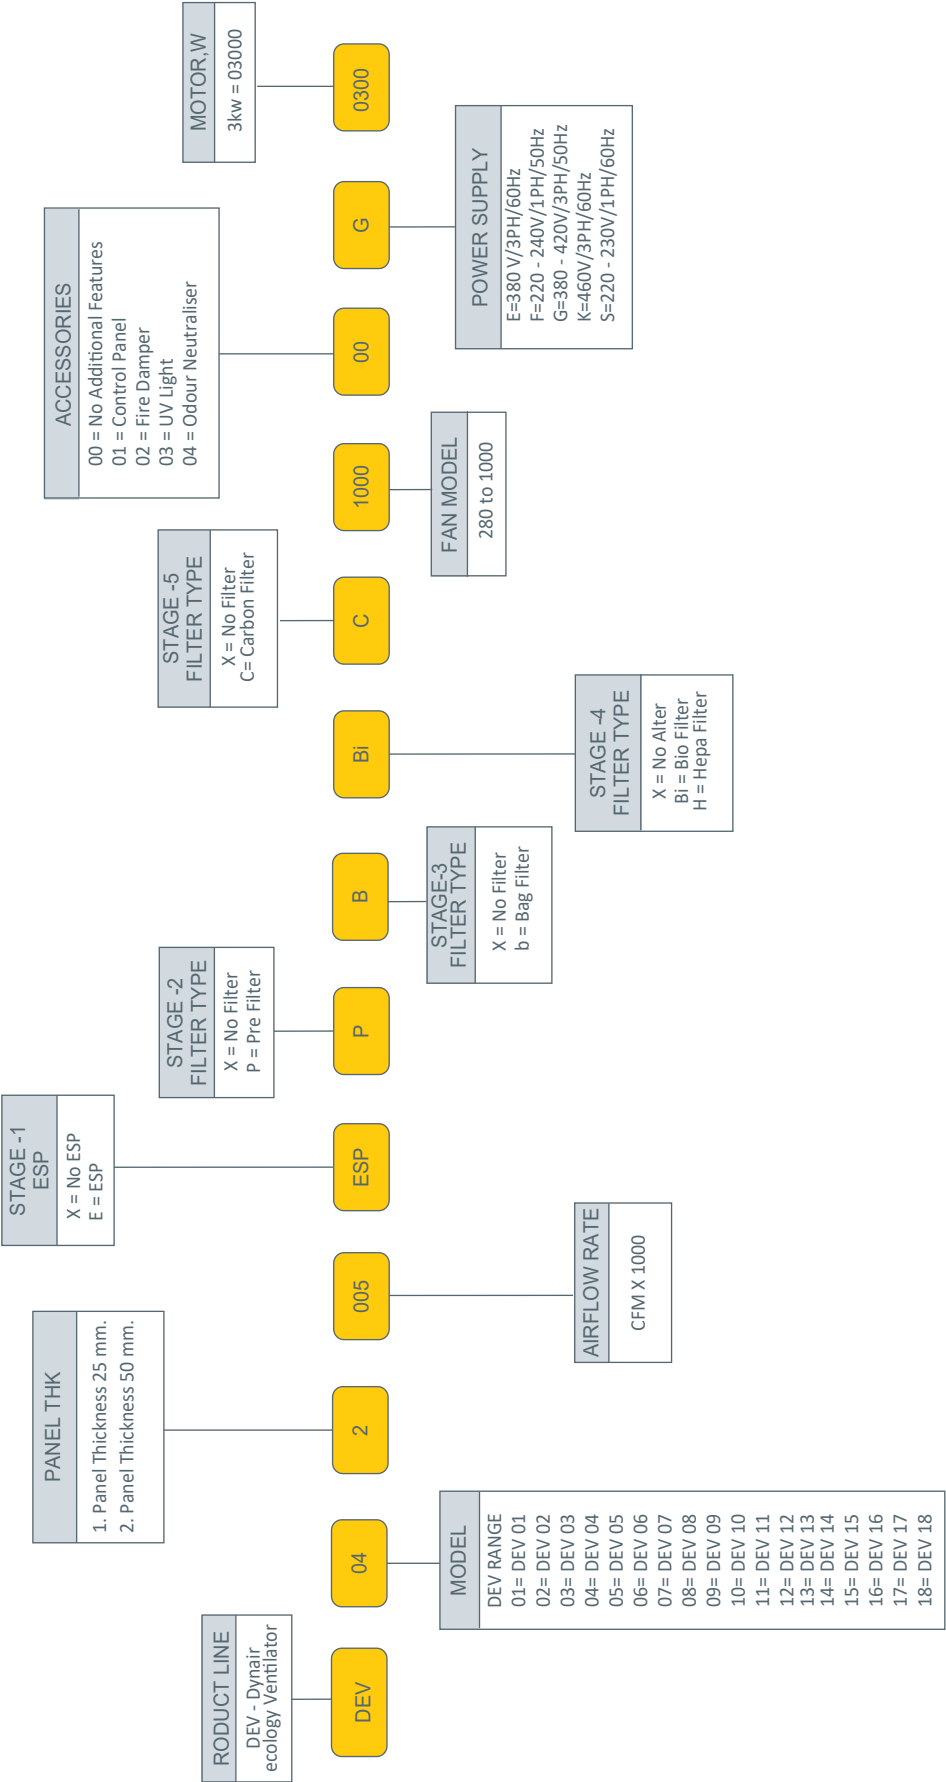 RODUCT LINE
DEV - Dynair
ecology Ventilator
DEV
MODEL
DEV RANGE
01= DEV 01
02= DEV 02
03= DEV 03
04= DEV 04
05= DEV 05
06= DEV 06
07= DEV 07
08= DEV 08
09= DEV 09
10= DEV 10
11= DEV 11
12= DEV 12
13= DEV 13
14= DEV 14
15= DEV 15
16= DEV 16
17= DEV 17
18= DEV 18
04
PANEL THK
1. Panel Thickness 25 mm.
2. Panel Thickness 50 mm.
2
AIRFLOW RATE
CFM X 1000
005
STAGE -1
ESP
X = No ESP
E = ESP
ESP
STAGE -2
FILTER TYPE
X = No Filter
P = Pre Filter
P
STAGE-3
FILTER TYPE
X = No Filter
b = Bag Filter
B
STAGE -4
FILTER TYPE
X = No Alter
Bi = Bio Filter
H = Hepa Filter
Bi
STAGE -5
FILTER TYPE
X = No Filter
C= Carbon Filter
C
FAN MODEL
280 to 1000
1000
ACCESSORIES
00 = No Additional Features
01 = Control Panel
02 = Fire Damper
03 = UV Light
04 = Odour Neutraliser
00
POWER SUPPLY
E=380 V/3PH/60Hz
F=220 - 240V/1PH/50Hz
G=380 - 420V/3PH/50Hz
K=460V/3PH/60Hz
S=220 - 230V/1PH/60Hz
G
MOTOR,W
3kw = 03000
0300